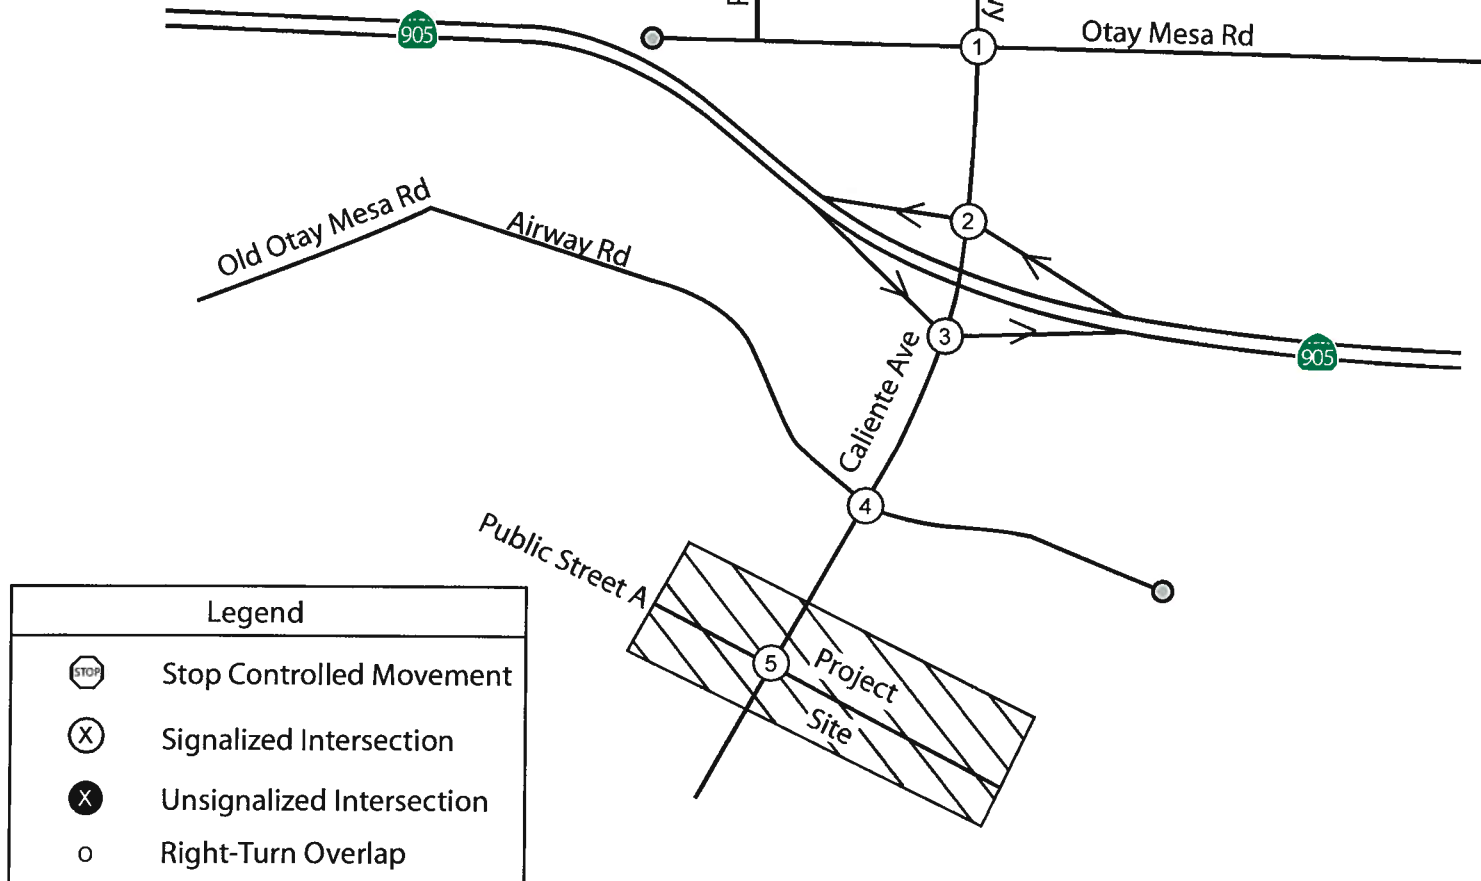 905
Otay Mesa Rd
1
Old Otay Mesa Rd
Airway Rd
2
3
905
Caliente Ave
4
Public Street A
5
Project
Site
Legend
STOP
Stop Controlled Movement
X
Signalized Intersection
X
Unsignalized Intersection
o
Right-Turn Overlap